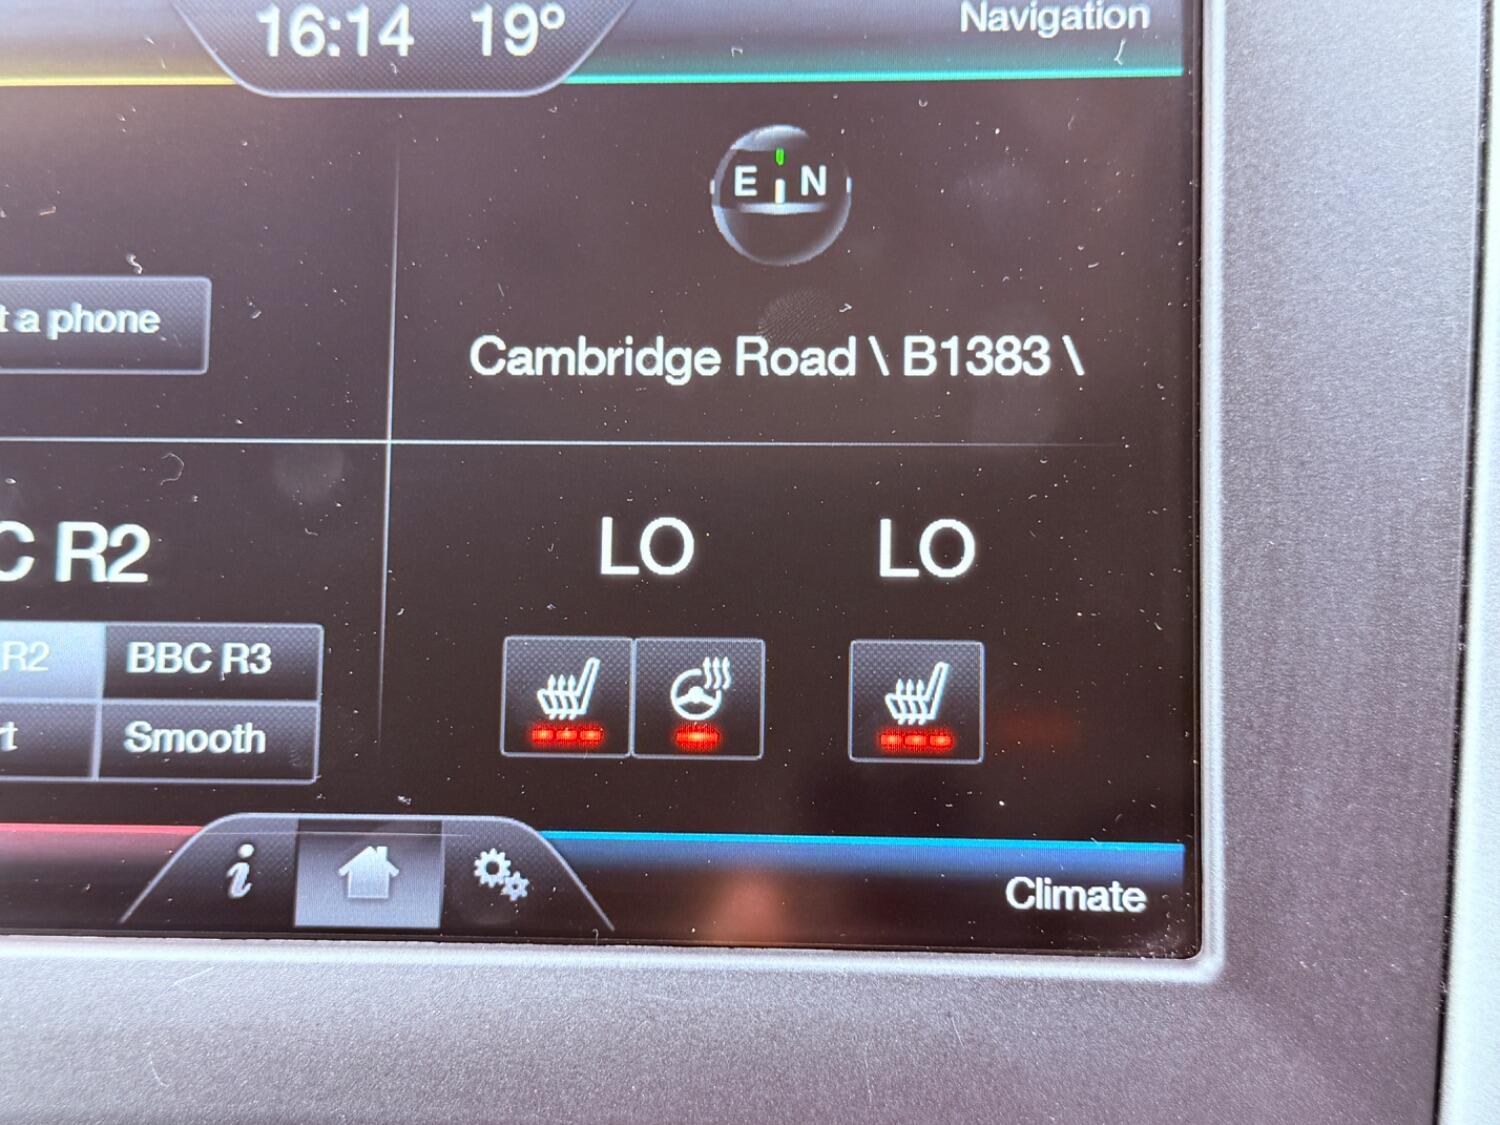 16:14 19°
Navigation
E N
t a phone
Cambridge Road \ B1383 \
C R2
LO LO
R2 BBC R3
t Smooth
i
Climate